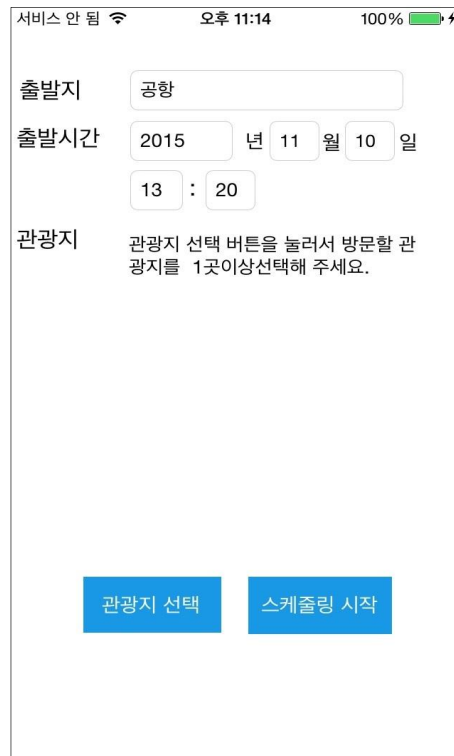 서비스 안 됨 오후 11:14 100%
출발지 공항
출발시간 2015 년 11 월 10 일
13 : 20
관광지 관광지 선택 버튼을 눌러서 방문할 관
광지를 1곳이상선택해 주세요.
관광지 선택 스케줄링 시작